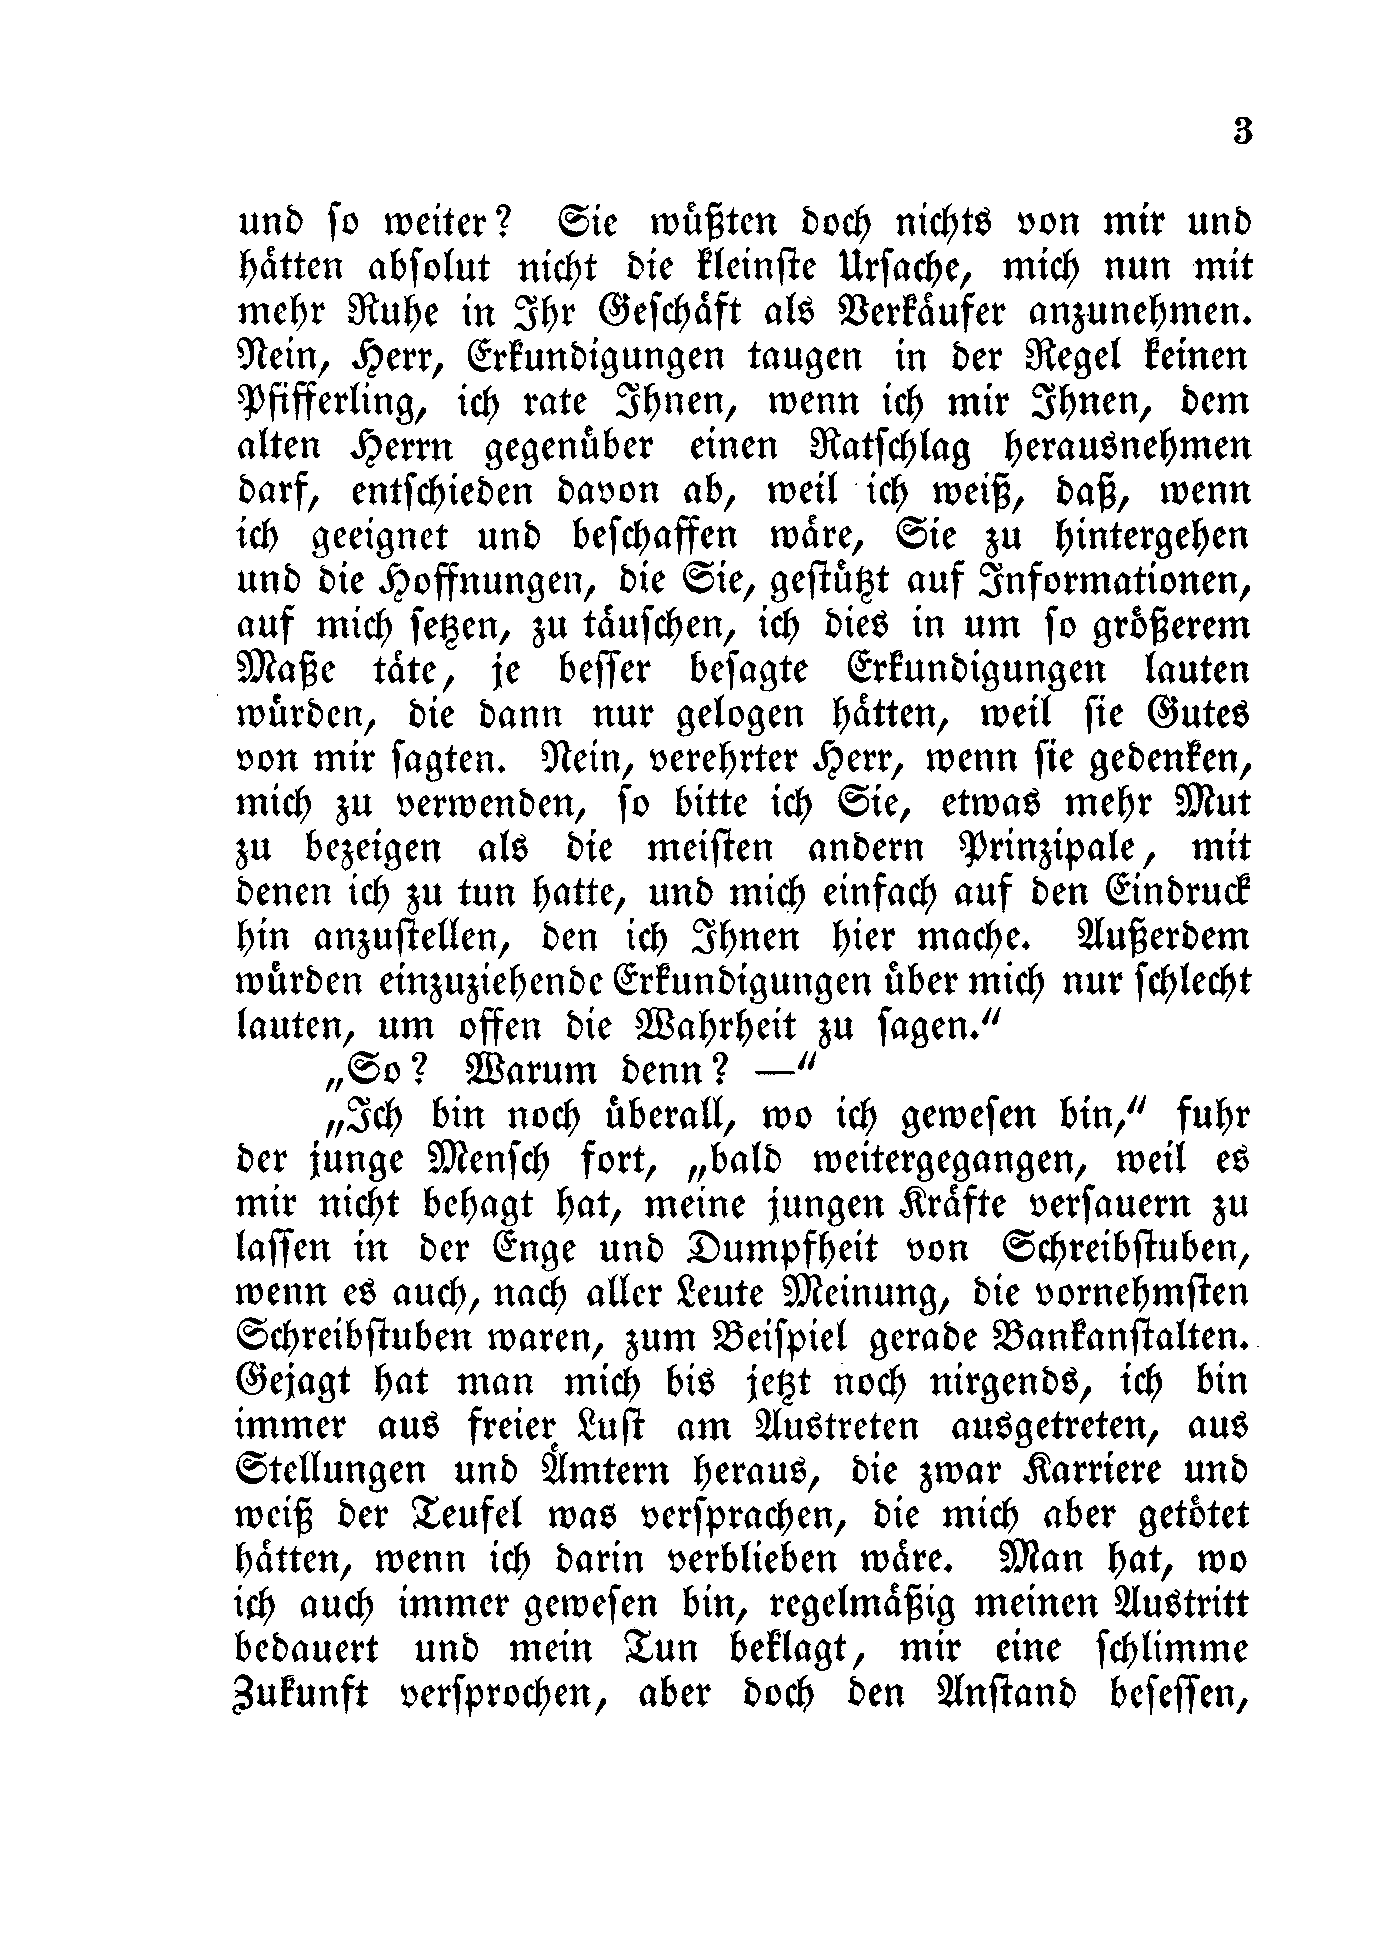 3
und so weiter? Sie wüßten doch nichts von mir und
hätten absolut nicht die kleinste Ursache, mich nun mit
mehr Ruhe in Ihr Geschäft als Verkäufer anzunehmen.
Nein, Herr, Erkundigungen taugen in der Regel keinen
Pfifferling, ich rate Ihnen, wenn ich mir Ihnen, dem
alten Herrn gegenüber einen Ratschlag herausnehmen
darf, entschieden davon ab, weil ich weiß, daß, wenn
ich geeignet und beschaffen wäre, Sie zu hintergehen
und die Hoffnungen, die Sie, gestützt auf Informationen,
auf mich setzen, zu täuschen, ich dies in um so größerem
Maße täte, je besser besagte Erkundigungen lauten
würden, die dann nur gelogen hätten, weil sie Gutes
von mir sagten. Nein, verehrter Herr, wenn sie gedenken,
mich zu verwenden, so bitte ich Sie, etwas mehr Mut
zu bezeigen als die meisten andern Prinzipale, mit
denen ich zu tun hatte, und mich einfach auf den Eindruck
hin anzustellen, den ich Ihnen hier mache. Außerdem
würden einzuziehende Erkundigungen über mich nur schlecht
lauten, um offen die Wahrheit zu sagen.“
„So? Warum denn? —“
„Ich bin noch überall, wo ich gewesen bin,“ fuhr
der junge Mensch fort, „bald weitergegangen, weil es
mir nicht behagt hat, meine jungen Kräfte versauern zu
lassen in der Enge und Dumpfheit von Schreibstuben,
wenn es auch, nach aller Leute Meinung, die vornehmsten
Schreibstuben waren, zum Beispiel gerade Bankanstalten.
Gejagt hat man mich bis jetzt noch nirgends, ich bin
immer aus freier Lust am Austreten ausgetreten, aus
Stellungen und Ämtern heraus, die zwar Karriere und
weiß der Teufel was versprachen, die mich aber getötet
hätten, wenn ich darin verblieben wäre. Man hat, wo
ich auch immer gewesen bin, regelmäßig meinen Austritt
bedauert und mein Tun beklagt, mir eine schlimme
Zukunft versprochen, aber doch den Anstand besessen,